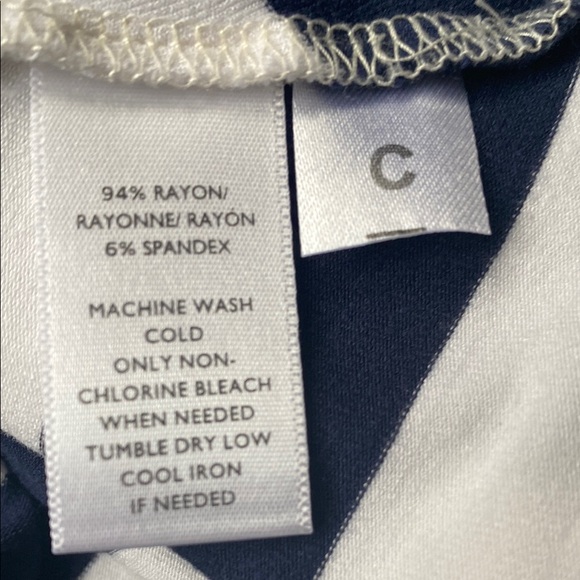 94% RAYON/
RAYONNE/ RAYÓN
6% SPANDEX
MACHINE WASH
COLD
ONLY NON-
CHLORINE BLEACH
WHEN NEEDED
TUMBLE DRY LOW
COOL IRON
IF NEEDED
C